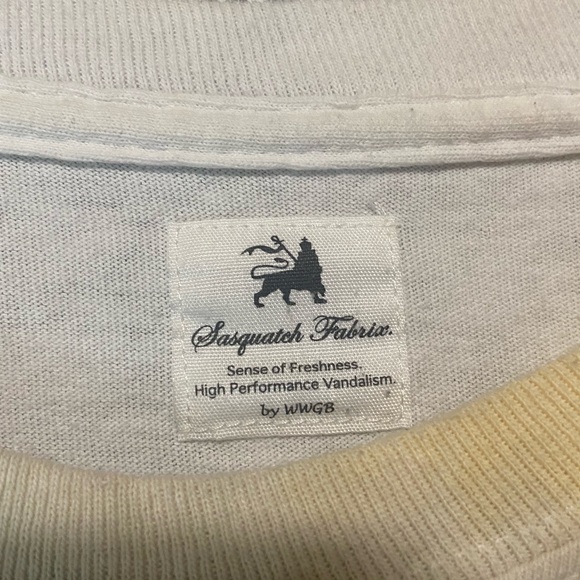 Sasquatch Fabrix.
Sense of Freshness.
High Performance Vandalism.
by WWGB